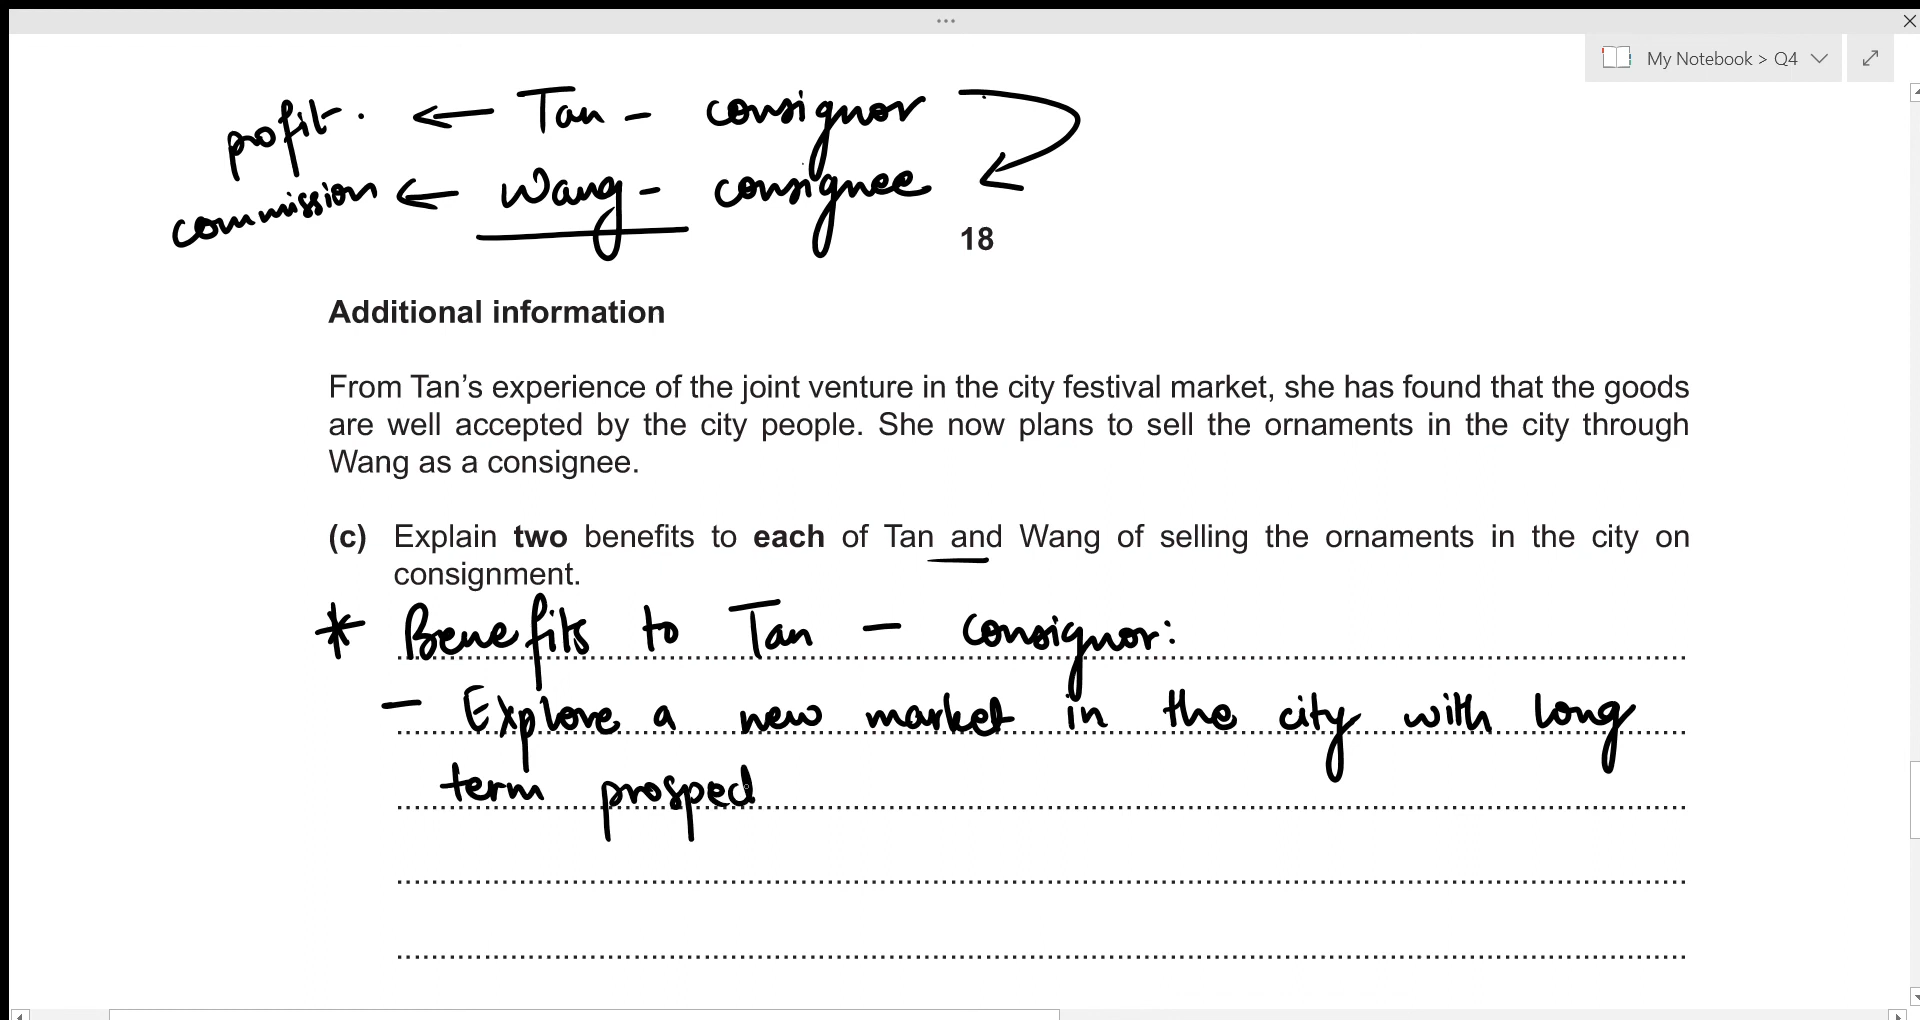 ...
My Notebook > Q4
profit. ← Tan - consignor
commission ← Wang - consignee
18
Additional information
From Tan's experience of the joint venture in the city festival market, she has found that the goods
are well accepted by the city people. She now plans to sell the ornaments in the city through
Wang as a consignee.
(c) Explain two benefits to each of Tan and Wang of selling the ornaments in the city on
consignment.
* Benefits to Tan - consignor:
- Explore a new market in the city with long
term prospect